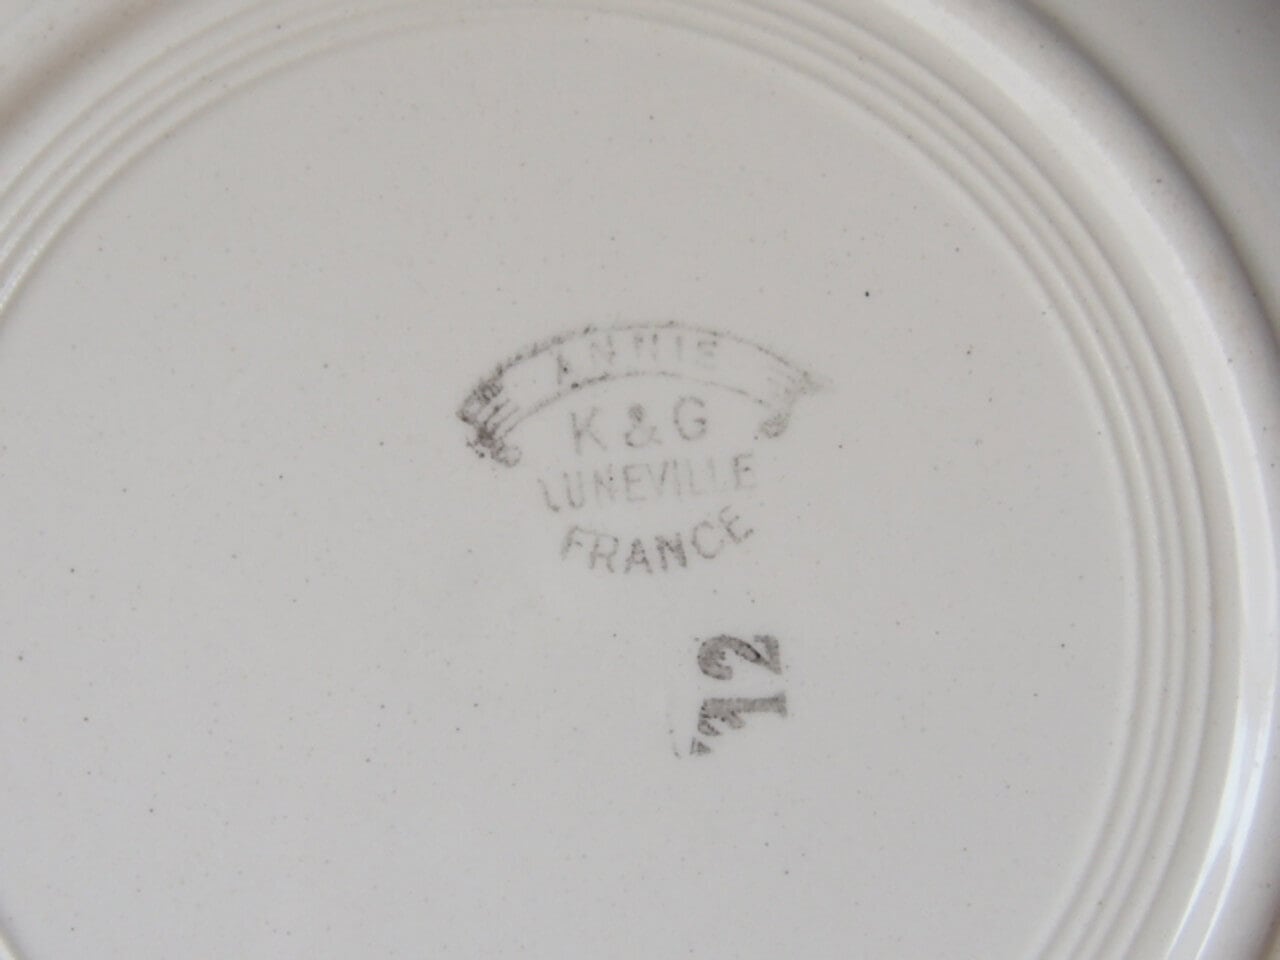 ANNIE
K & G
LUNEVILLE
FRANCE
12